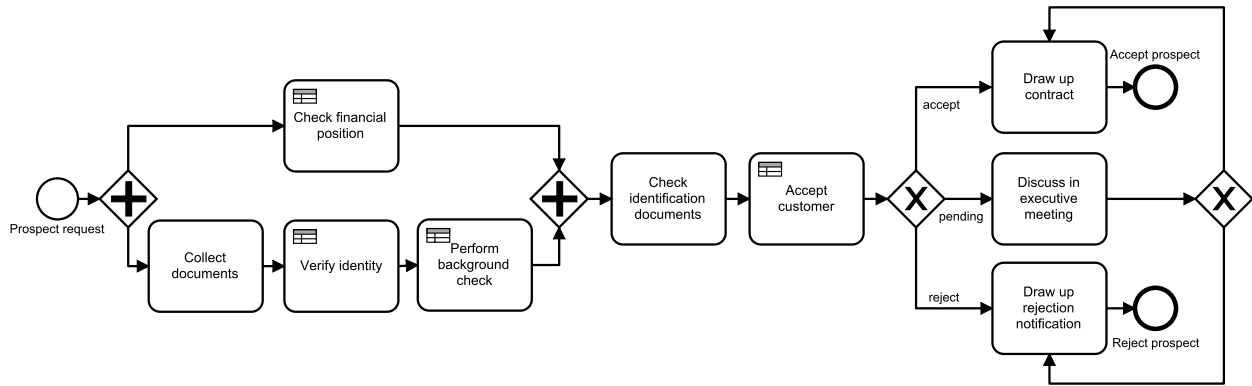 Prospect request
Check financial
position
Collect
documents
Verify identity
Perform
background
check
Check
identification
documents
Accept
customer
accept
pending
reject
Draw up
contract
Accept prospect
Discuss in
executive
meeting
Draw up
rejection
notification
Reject prospect